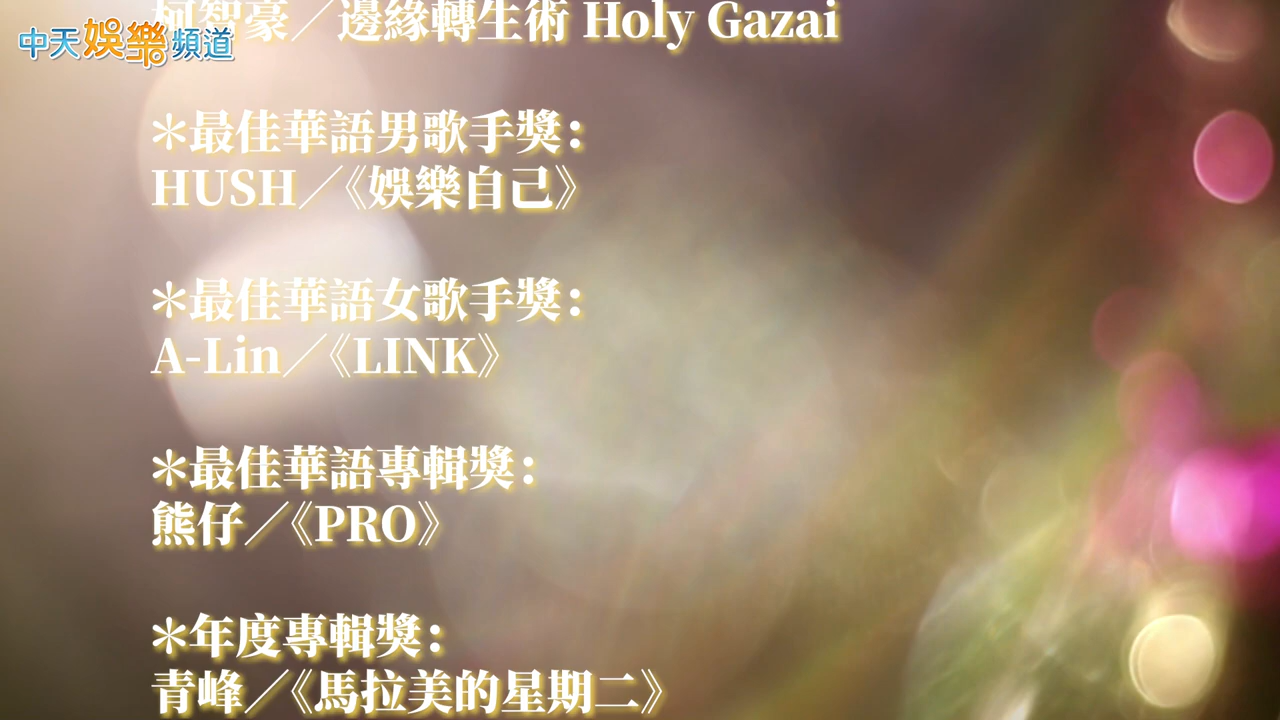 柯智豪／邊緣轉生術 Holy Gazai
中天娛樂頻道
＊最佳華語男歌手獎：
HUSH／《娛樂自己》
＊最佳華語女歌手獎：
A-Lin／《LINK》
＊最佳華語專輯獎：
熊仔／《PRO》
＊年度專輯獎：
青峰／《馬拉美的星期二》